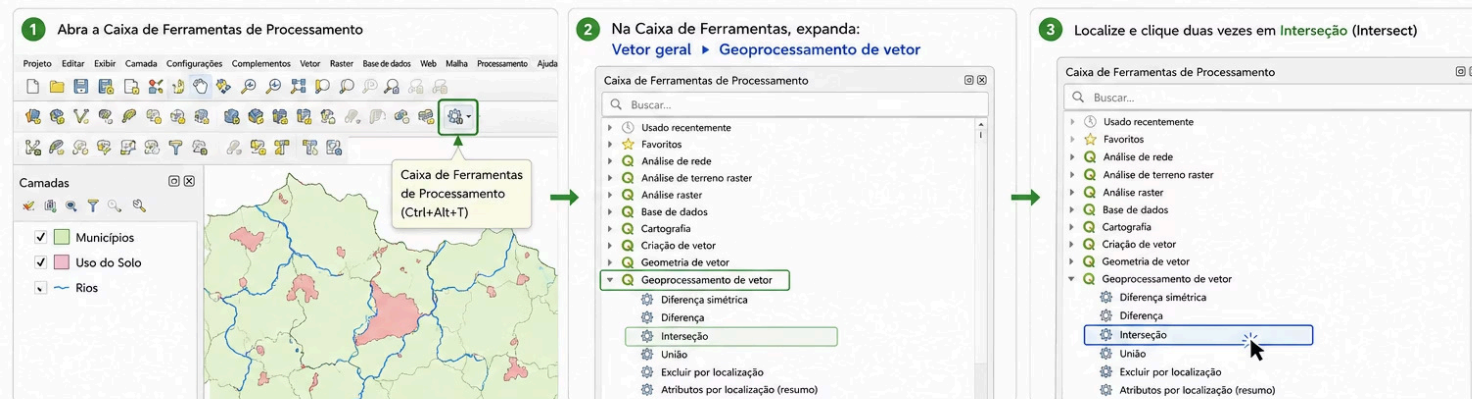 1 Abra a Caixa de Ferramentas de Processamento
Projeto Editar Exibir Camada Configurações Complementos Vetor Raster Base de dados Web Malha Processamento Ajuda
Caixa de Ferramentas
de Processamento
(Ctrl+Alt+T)
Camadas
Municípios
Uso do Solo
Rios
2 Na Caixa de Ferramentas, expanda:
Vetor geral ▸ Geoprocessamento de vetor
Caixa de Ferramentas de Processamento
Buscar...
Usado recentemente
Favoritos
Análise de rede
Análise de terreno raster
Análise raster
Base de dados
Cartografia
Criação de vetor
Geometria de vetor
Geoprocessamento de vetor
Diferença simétrica
Diferença
Interseção
União
Excluir por localização
Atributos por localização (resumo)
3 Localize e clique duas vezes em Interseção (Intersect)
Caixa de Ferramentas de Processamento
Buscar...
Usado recentemente
Favoritos
Análise de rede
Análise de terreno raster
Análise raster
Base de dados
Cartografia
Criação de vetor
Geometria de vetor
Geoprocessamento de vetor
Diferença simétrica
Diferença
Interseção
União
Excluir por localização
Atributos por localização (resumo)